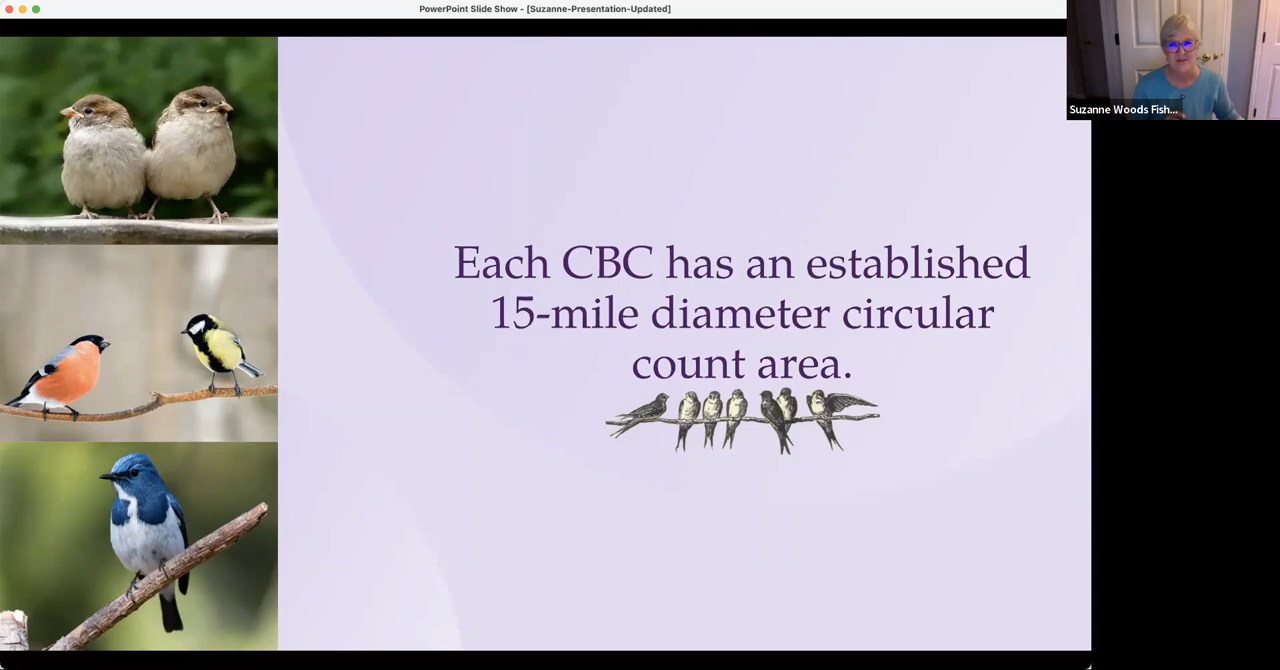 PowerPoint Slide Show - [Suzanne-Presentation-Updated]
Suzanne Woods Fish...
Each CBC has an established
15-mile diameter circular
count area.